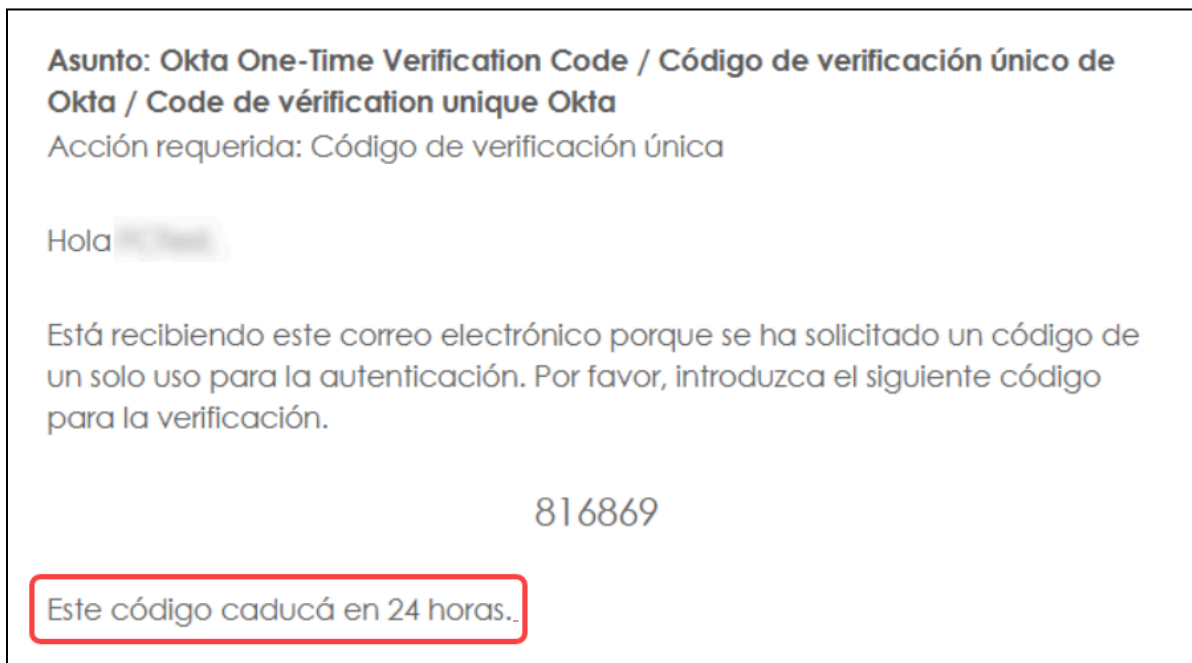 Asunto: Okta One-Time Verification Code / Código de verificación único de
Okta / Code de vérification unique Okta
Acción requerida: Código de verificación única
Hola
Está recibiendo este correo electrónico porque se ha solicitado un código de
un solo uso para la autenticación. Por favor, introduzca el siguiente código
para la verificación.
816869
Este código caducá en 24 horas.